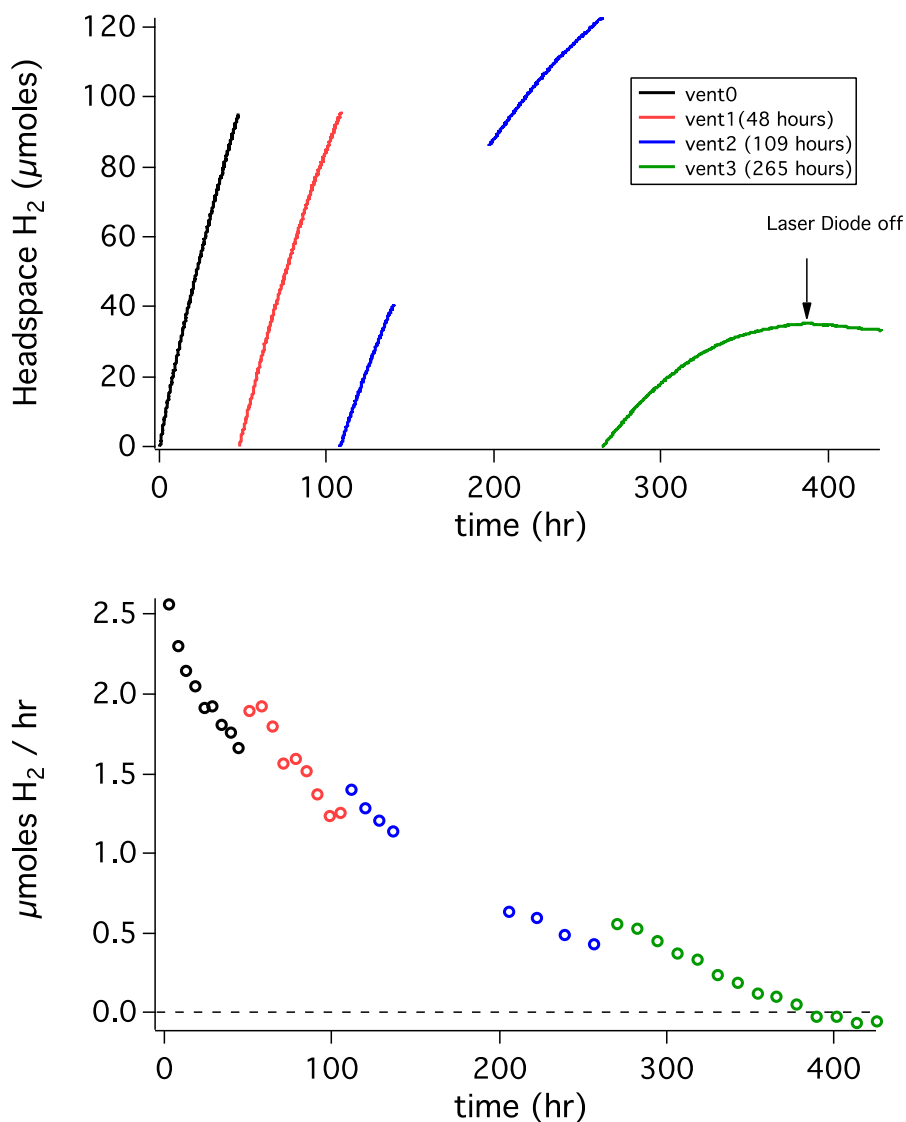 120
100
80
60
40
20
0
Headspace H₂ (µmoles)
vent0
vent1(48 hours)
vent2 (109 hours)
vent3 (265 hours)
Laser Diode off
0
100
200
300
400
time (hr)
2.5
2.0
1.5
1.0
0.5
0.0
µmoles H₂ / hr
0
100
200
300
400
time (hr)